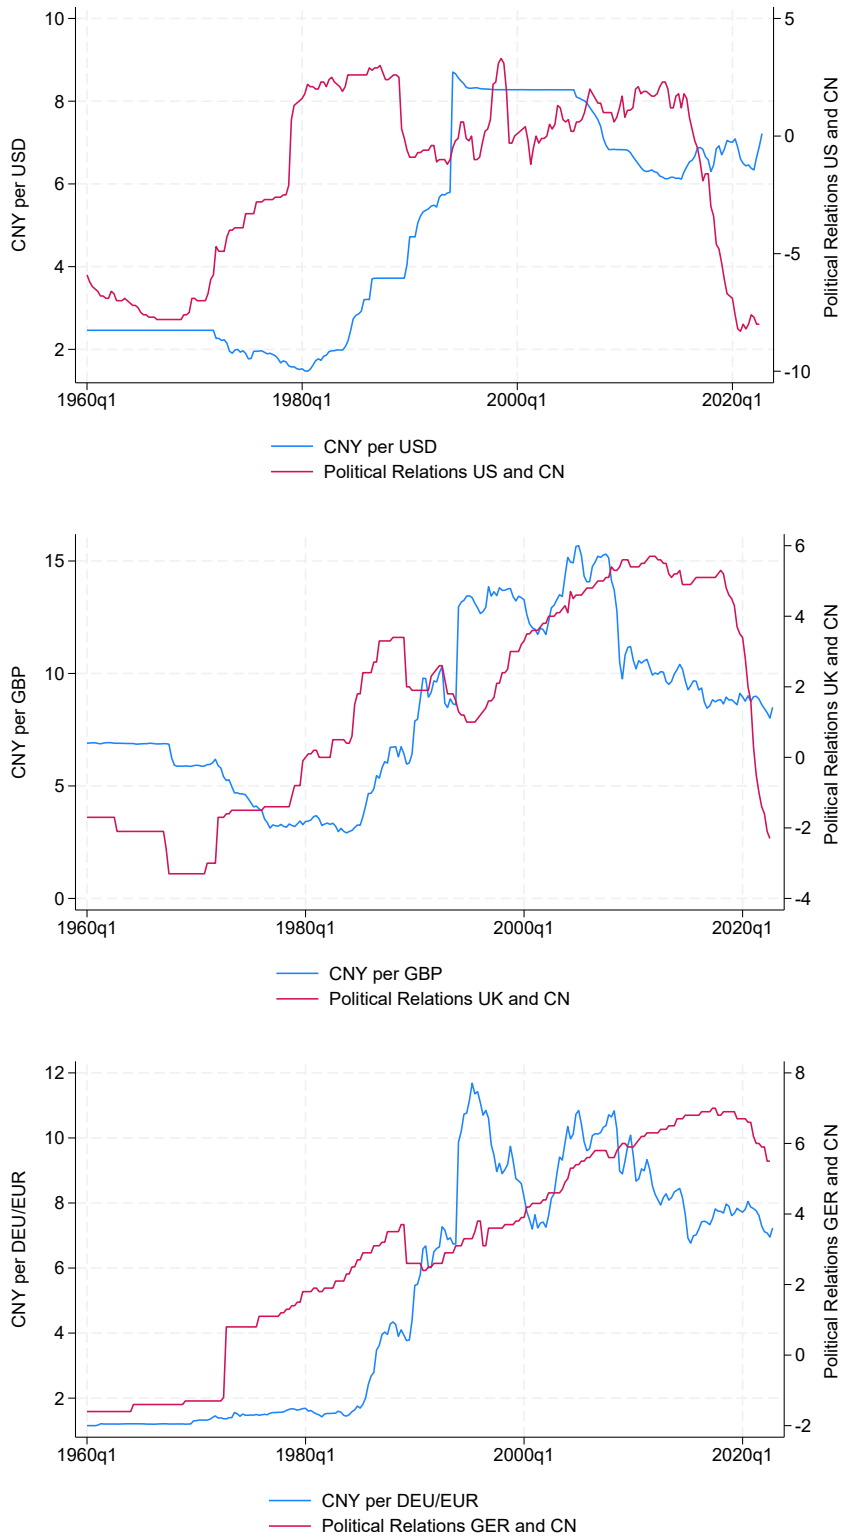 10
8
6
4
2
CNY per USD
5
0
-5
-10
Political Relations US and CN
1960q1 1980q1 2000q1 2020q1
CNY per USD
Political Relations US and CN
15
10
5
0
CNY per GBP
6
4
2
0
-2
-4
Political Relations UK and CN
1960q1 1980q1 2000q1 2020q1
CNY per GBP
Political Relations UK and CN
12
10
8
6
4
2
CNY per DEU/EUR
8
6
4
2
0
-2
Political Relations GER and CN
1960q1 1980q1 2000q1 2020q1
CNY per DEU/EUR
Political Relations GER and CN